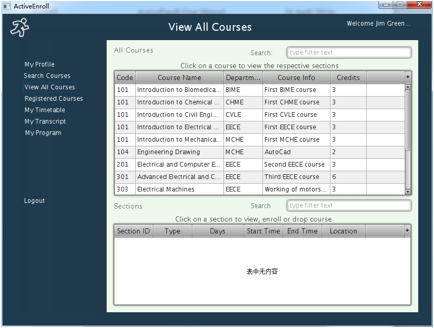 ActiveEnroll
View All Courses
Welcome Jim Green...
My Profile
Search Courses
View All Courses
Registered Courses
My Timetable
My Transcript
My Program
Logout
All Courses
Search:
type filter text
Click on a course to view the respective sections
Code Course Name Departm... Course Info Credits
101 Introduction to Biomedica... BIME First BIME course 3
101 Introduction to Chemical ... CHME First CHME course 3
101 Introduction to Civil Engi... CVLE First CVLE course 3
101 Introduction to Electrical ... EECE First EECE course 3
101 Introduction to Mechanica... MCHE First MCHE course 3
104 Engineering Drawing MCHE AutoCad 2
201 Electrical and Computer E... EECE Second EECE course 3
301 Advanced Electrical and C... EECE Third EECE course 6
303 Electrical Machines EECE Working of motors... 3
Sections
Search
type filter text
Click on a section to view, enroll or drop course
Section ID Type Days Start Time End Time Location
表中无内容